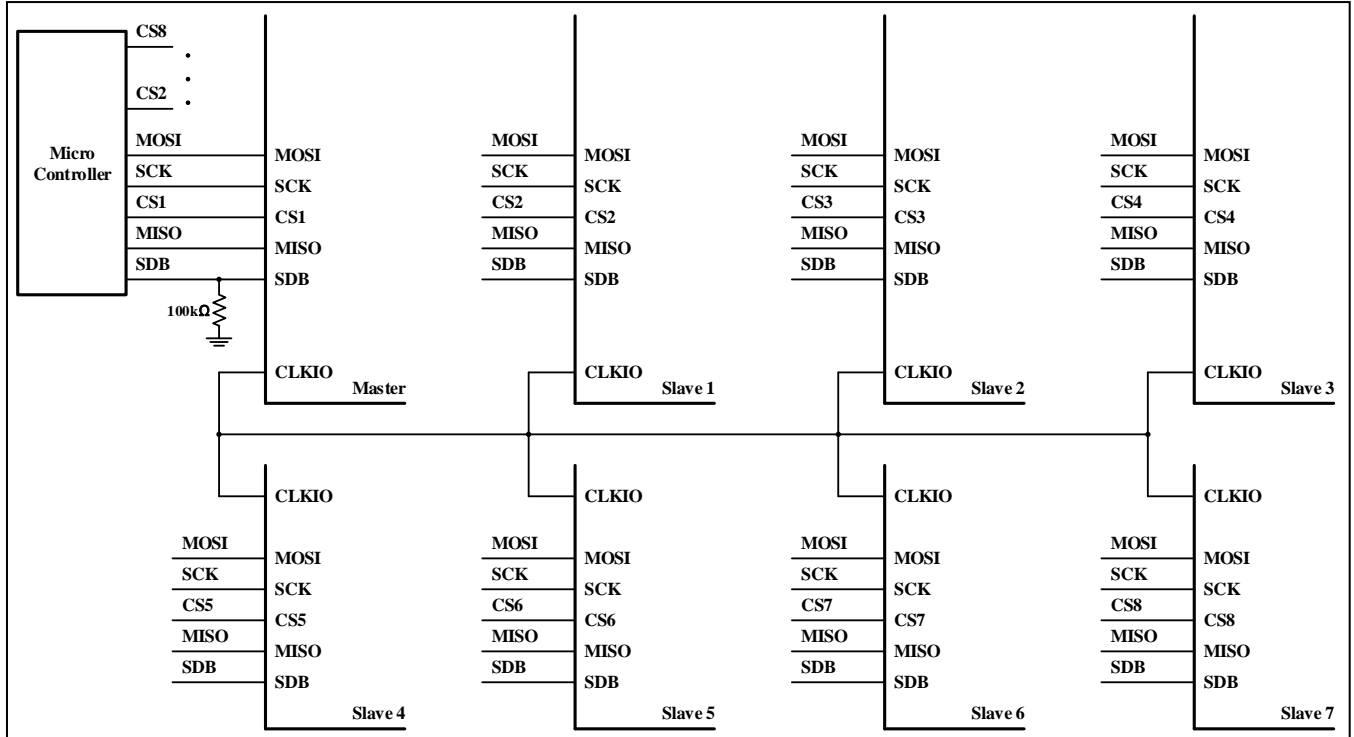 CS8
CS2
Micro
Controller
MOSI
SCK
CS1
MISO
SDB
100kΩ
MOSI
SCK
CS1
MISO
SDB
CLKIO
Master
MOSI
SCK
CS2
MISO
SDB
MOSI
SCK
CS2
MISO
SDB
CLKIO
Slave 1
MOSI
SCK
CS3
MISO
SDB
MOSI
SCK
CS3
MISO
SDB
CLKIO
Slave 2
MOSI
SCK
CS4
MISO
SDB
MOSI
SCK
CS4
MISO
SDB
CLKIO
Slave 3
CLKIO
MOSI
SCK
CS5
MISO
SDB
MOSI
SCK
CS5
MISO
SDB
Slave 4
CLKIO
MOSI
SCK
CS6
MISO
SDB
MOSI
SCK
CS6
MISO
SDB
Slave 5
CLKIO
MOSI
SCK
CS7
MISO
SDB
MOSI
SCK
CS7
MISO
SDB
Slave 6
CLKIO
MOSI
SCK
CS8
MISO
SDB
MOSI
SCK
CS8
MISO
SDB
Slave 7